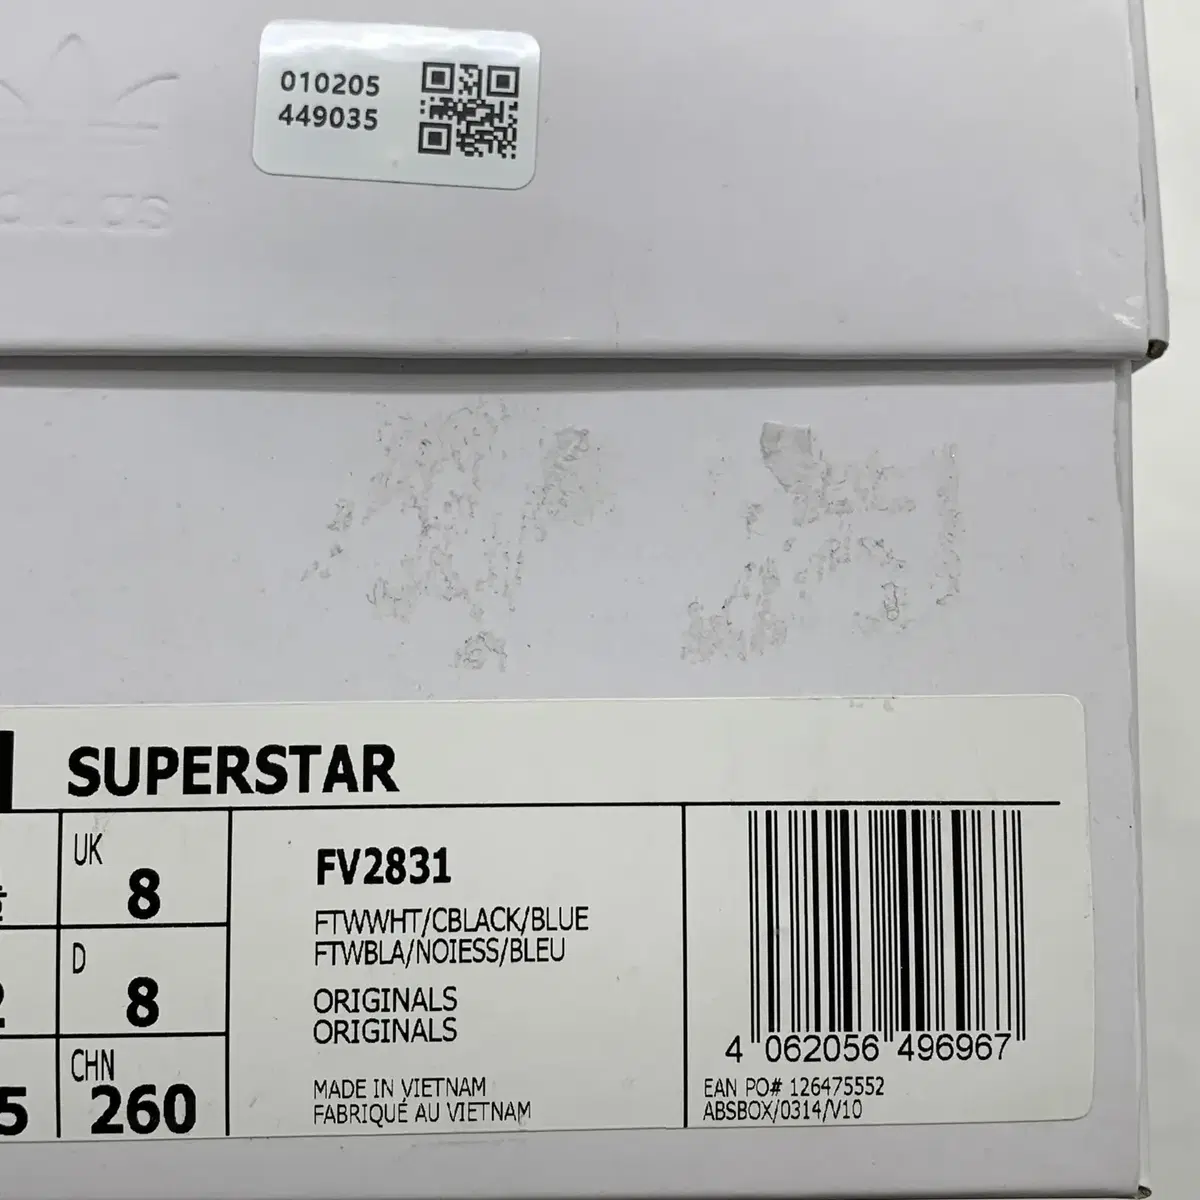 010205
449035
adidas
SUPERSTAR
UK
8
D
8
CHN
260
FV2831
FTWWHT/CBLACK/BLUE
FTWBLA/NOIESS/BLEU
ORIGINALS
ORIGINALS
MADE IN VIETNAM
FABRIQUÉ AU VIETNAM
4 062056 496967
EAN PO# 126475552
ABSBOX/0314/V10